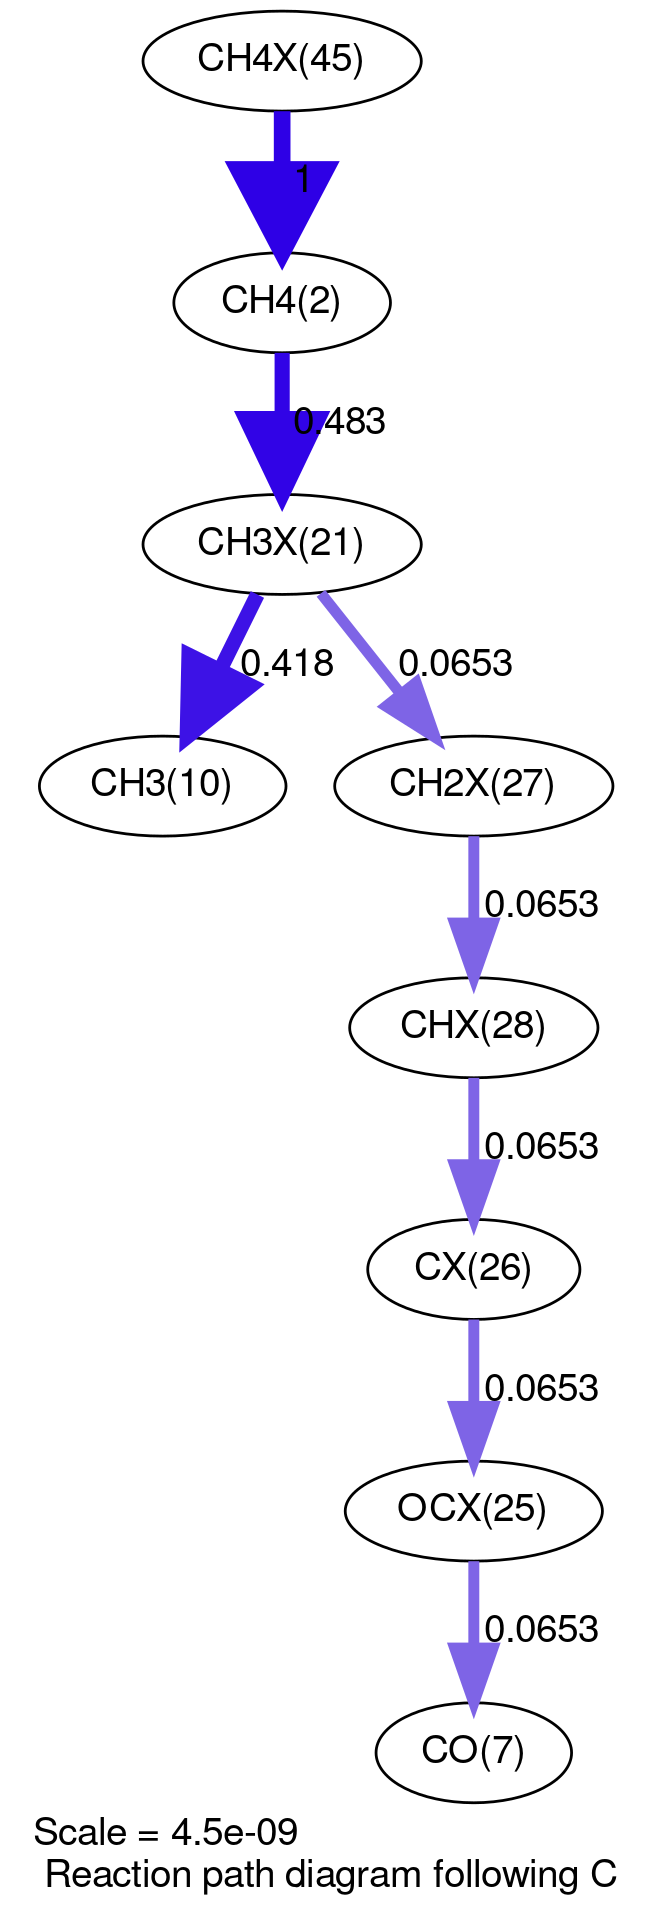 CH4X(45)
1
CH4(2)
0.483
CH3X(21)
0.418
0.0653
CH3(10)
CH2X(27)
0.0653
CHX(28)
0.0653
CX(26)
0.0653
OCX(25)
0.0653
CO(7)
Scale = 4.5e-09
Reaction path diagram following C